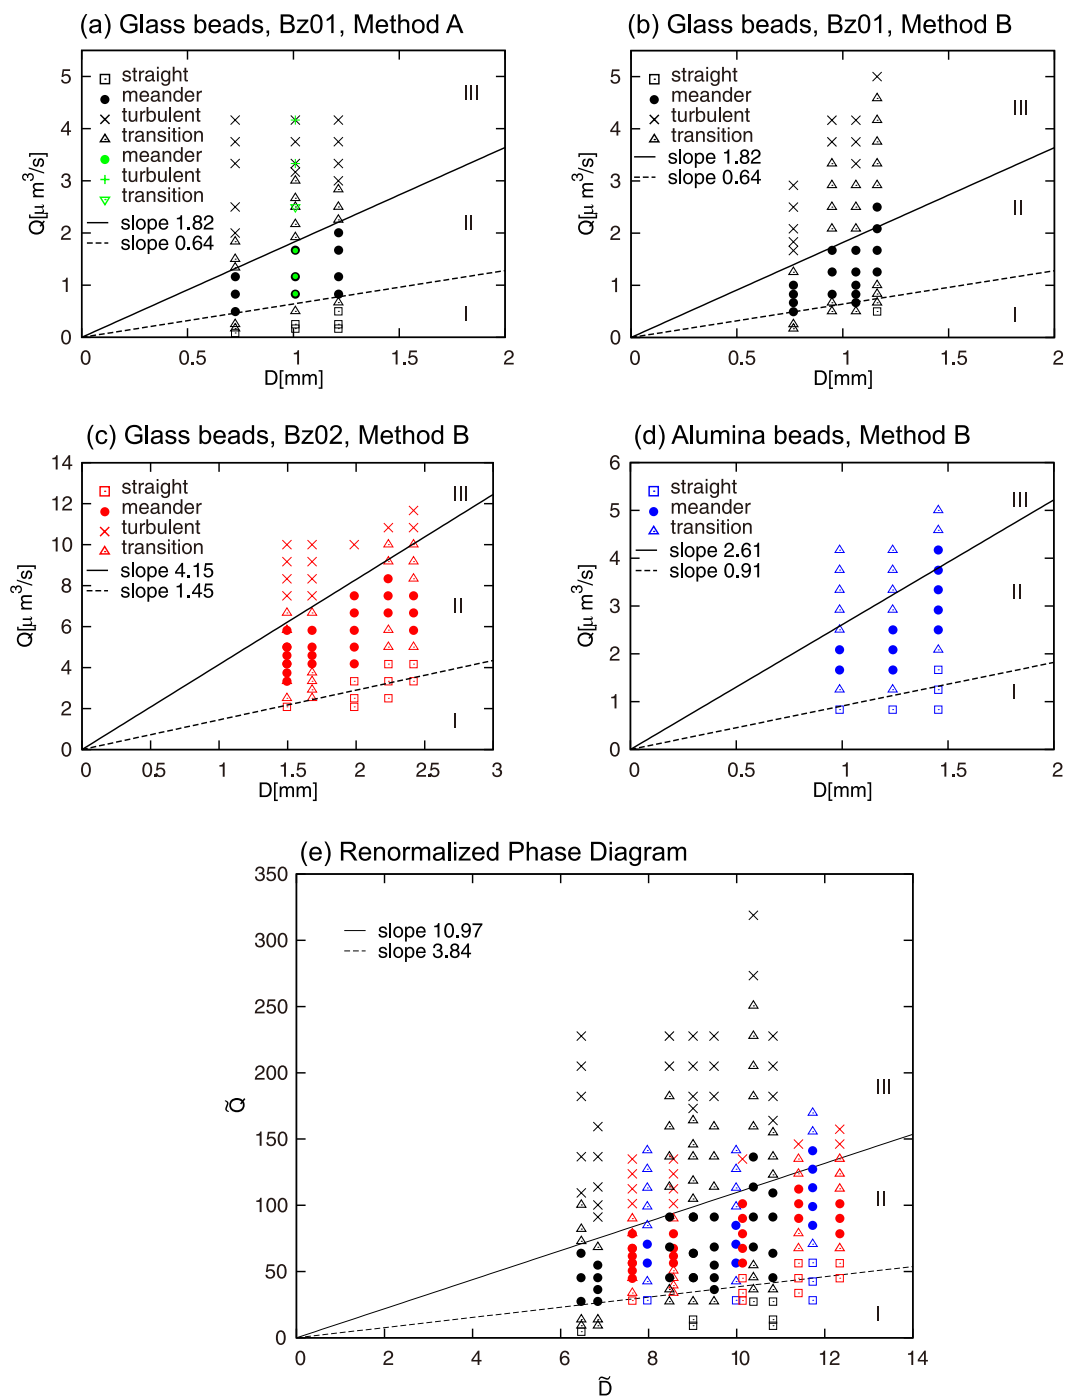 (a) Glass beads, Bz01, Method A
Q[μ m³/s]
5
4
3
2
1
0
straight
meander
turbulent
transition
meander
turbulent
transition
slope 1.82
slope 0.64
III
II
I
0 0.5 1 1.5 2
D[mm]
(b) Glass beads, Bz01, Method B
Q[μ m³/s]
5
4
3
2
1
0
straight
meander
turbulent
transition
slope 1.82
slope 0.64
III
II
I
0 0.5 1 1.5 2
D[mm]
(c) Glass beads, Bz02, Method B
Q[μ m³/s]
14
12
10
8
6
4
2
0
straight
meander
turbulent
transition
slope 4.15
slope 1.45
III
II
I
0 0.5 1 1.5 2 2.5 3
D[mm]
(d) Alumina beads, Method B
Q[μ m³/s]
6
5
4
3
2
1
0
straight
meander
transition
slope 2.61
slope 0.91
III
II
I
0 0.5 1 1.5 2
D[mm]
(e) Renormalized Phase Diagram
Q̃
350
300
250
200
150
100
50
0
slope 10.97
slope 3.84
III
II
I
0 2 4 6 8 10 12 14
D̃